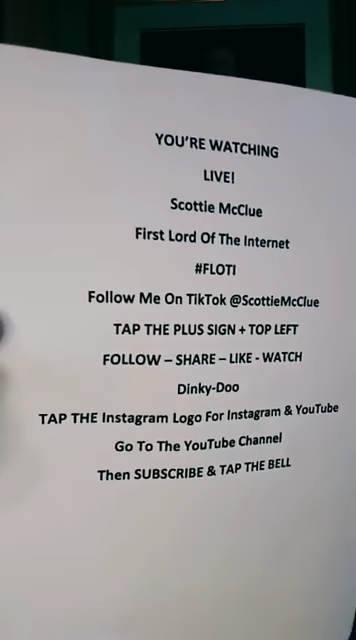 YOU'RE WATCHING
LIVE!
Scottie McClue
First Lord Of The Internet
#FLOTI
Follow Me On TikTok @ScottieMcClue
TAP THE PLUS SIGN + TOP LEFT
FOLLOW – SHARE – LIKE - WATCH
Dinky-Doo
TAP THE Instagram Logo For Instagram & YouTube
Go To The YouTube Channel
Then SUBSCRIBE & TAP THE BELL